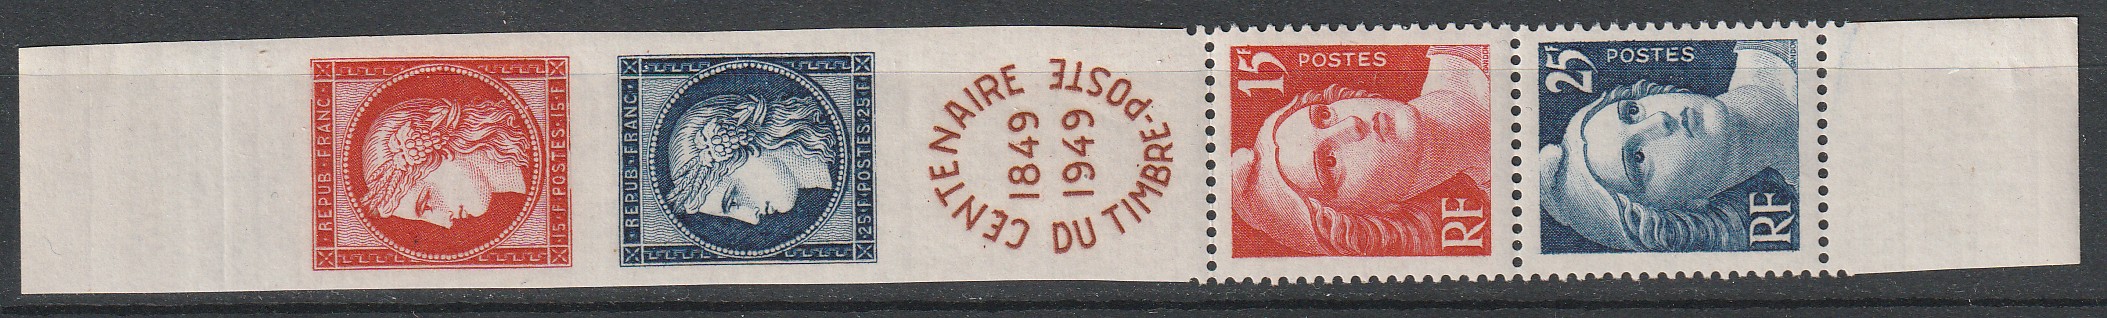 REPUB·FRANC·
15·F·POSTES·15·F·
·REPUB·FRANC·
·25·F·POSTES·25·F·
CENTENAIRE DU TIMBRE-POSTE
1849
1949
15F
POSTES
RF
25F
POSTES
RF
GANDON